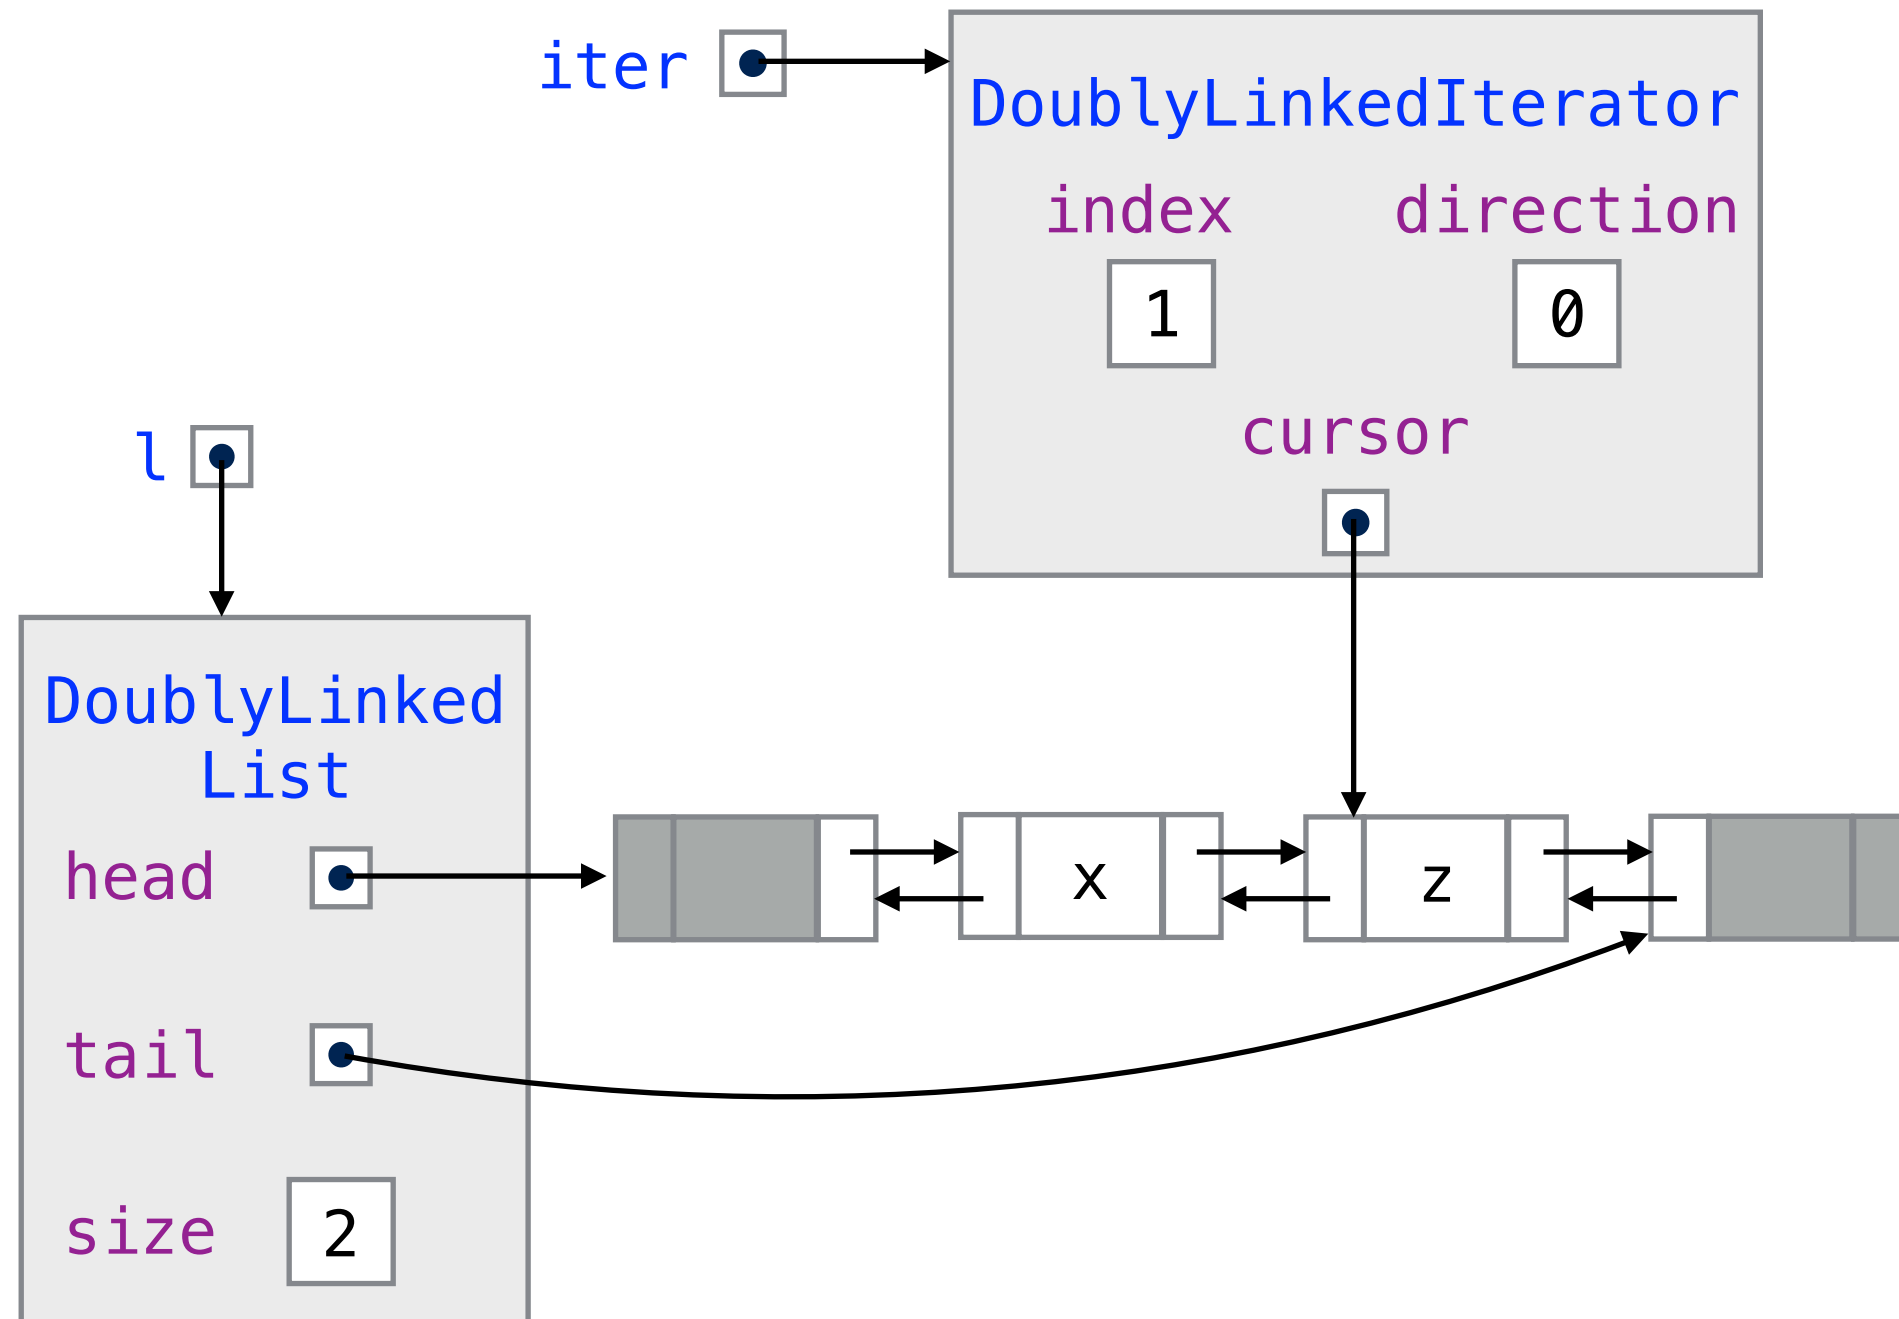 iter
DoublyLinkedIterator
index direction
1 0
cursor
l
DoublyLinked
List
head
x z
tail
size 2